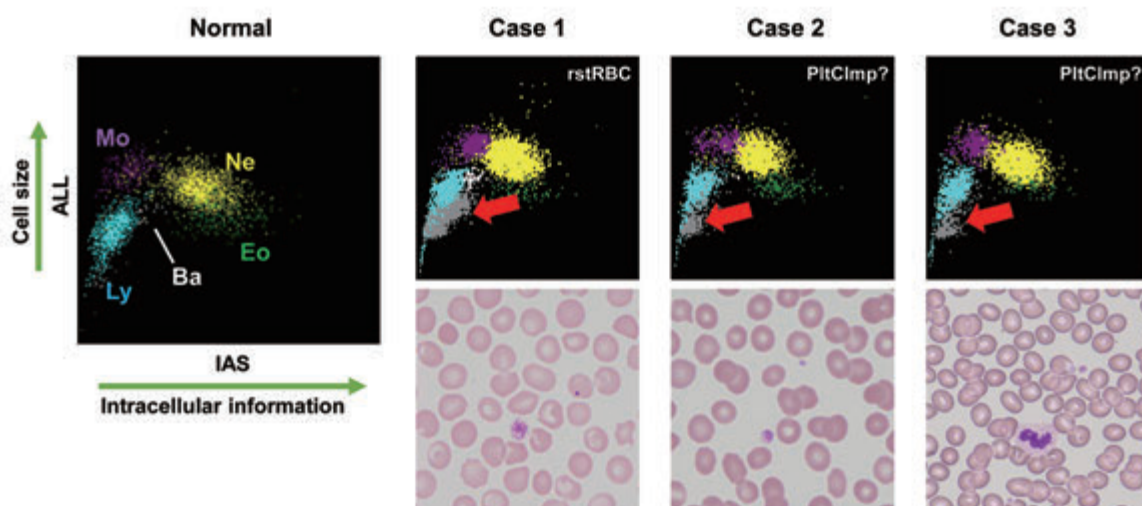 Normal
Case 1
Case 2
Case 3
rstRBC
PltClmp?
PltClmp?
Mo
Ne
Eo
Ba
Ly
Cell size
ALL
IAS
Intracellular information